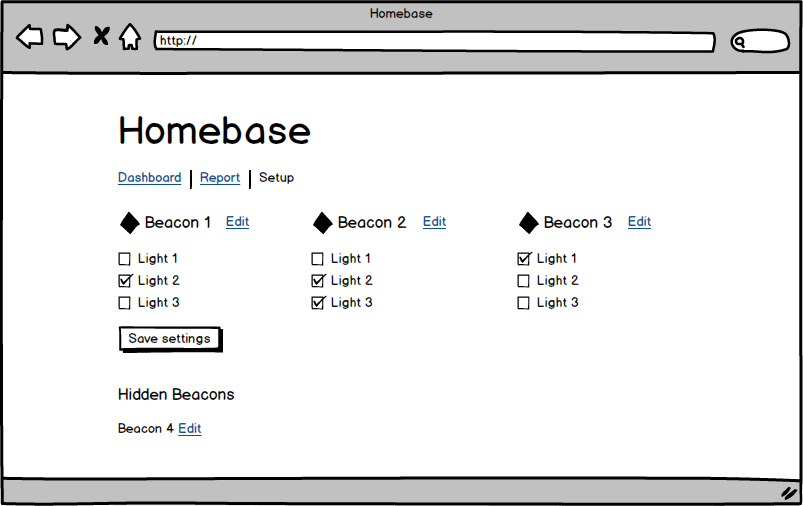 Homebase
http://
Homebase
Dashboard | Report | Setup
Beacon 1 Edit Beacon 2 Edit Beacon 3 Edit
Light 1 Light 1 Light 1
Light 2 Light 2 Light 2
Light 3 Light 3 Light 3
Save settings
Hidden Beacons
Beacon 4 Edit